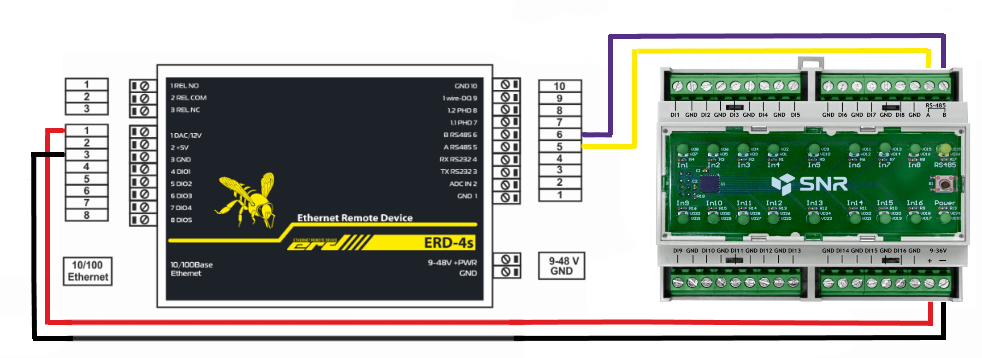 1
2
3
1
2
3
4
5
6
7
8
10/100
Ethernet
1 REL NO
2 REL COM
3 REL NC
1 DAC/12V
2 +5V
3 GND
4 DIO1
5 DIO2
6 DIO3
7 DIO4
8 DIO5
GND 10
1 wire-DQ 9
1.2 PHO 8
1.1 PHO 7
B RS485 6
A RS485 5
RX RS232 4
TX RS232 3
ADC IN 2
GND 1
Ethernet Remote Device
ETHERNET REMOTE DEVICE
erd
ERD-4s
10/100Base
Ethernet
9-48V +PWR
GND
10
9
8
7
6
5
4
3
2
1
9-48 V
GND
RS-485
DI1 GND DI2 GND DI3 GND DI4 GND DI5
GND DI6 GND DI7 GND DI8 GND A B
In1 In2 In3 In4 In5 In6 In7 In8 RS485
SNR
In9 In10 In11 In12 In13 In14 In15 In16 Power
DI9 GND DI10 GND DI11 GND DI12 GND DI13
GND DI14 GND DI15 GND DI16 GND 9-36V
+ −